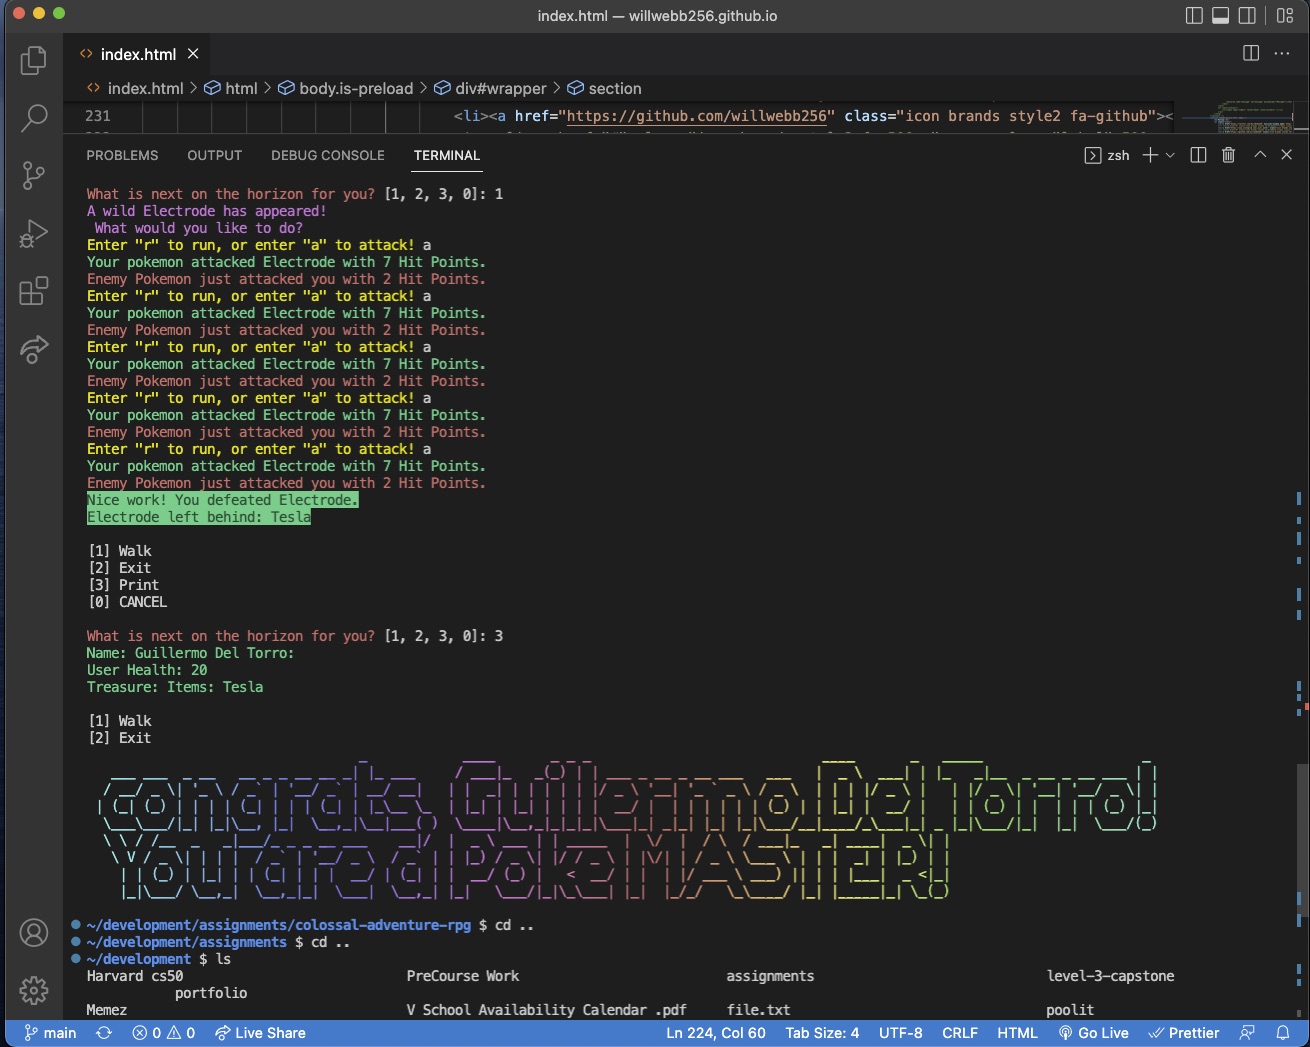 index.html — willwebb256.github.io
index.html
index.html > html > body.is-preload > div#wrapper > section
231 <li><a href="https://github.com/willwebb256" class="icon brands style2 fa-github"><
PROBLEMS OUTPUT DEBUG CONSOLE TERMINAL zsh
What is next on the horizon for you? [1, 2, 3, 0]: 1
A wild Electrode has appeared!
What would you like to do?
Enter "r" to run, or enter "a" to attack! a
Your pokemon attacked Electrode with 7 Hit Points.
Enemy Pokemon just attacked you with 2 Hit Points.
Enter "r" to run, or enter "a" to attack! a
Your pokemon attacked Electrode with 7 Hit Points.
Enemy Pokemon just attacked you with 2 Hit Points.
Enter "r" to run, or enter "a" to attack! a
Your pokemon attacked Electrode with 7 Hit Points.
Enemy Pokemon just attacked you with 2 Hit Points.
Enter "r" to run, or enter "a" to attack! a
Your pokemon attacked Electrode with 7 Hit Points.
Enemy Pokemon just attacked you with 2 Hit Points.
Enter "r" to run, or enter "a" to attack! a
Your pokemon attacked Electrode with 7 Hit Points.
Enemy Pokemon just attacked you with 2 Hit Points.
Nice work! You defeated Electrode.
Electrode left behind: Tesla
[1] Walk
[2] Exit
[3] Print
[0] CANCEL
What is next on the horizon for you? [1, 2, 3, 0]: 3
Name: Guillermo Del Torro:
User Health: 20
Treasure: Items: Tesla
[1] Walk
[2] Exit
~/development/assignments/colossal-adventure-rpg $ cd ..
~/development/assignments $ cd ..
~/development $ ls
Harvard cs50 PreCourse Work assignments level-3-capstone
portfolio
Memez V School Availability Calendar .pdf file.txt poolit
main 0 0 Live Share Ln 224, Col 60 Tab Size: 4 UTF-8 CRLF HTML Go Live Prettier